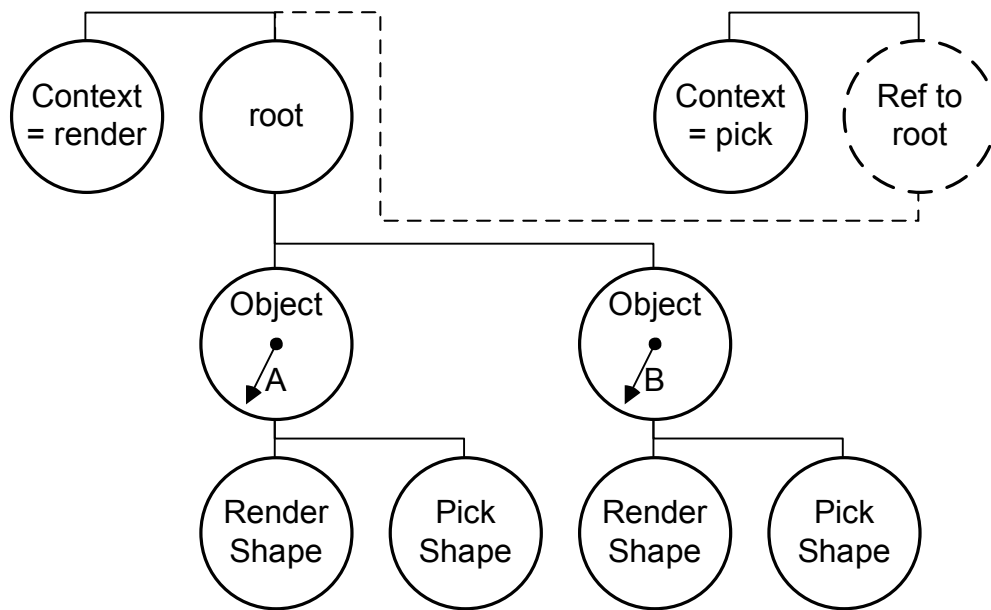 Context
= render
root
Context
= pick
Ref to
root
Object
A
Object
B
Render
Shape
Pick
Shape
Render
Shape
Pick
Shape